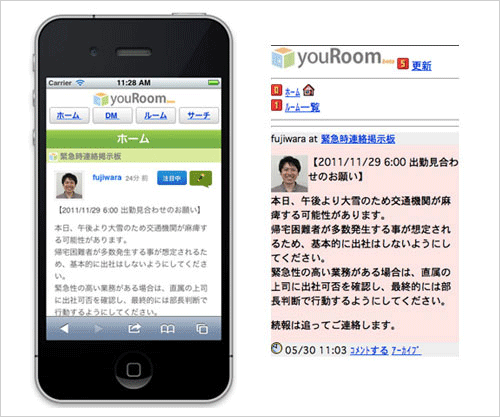 Carrier 11:28 AM
youRoom beta
ホーム DM ルーム サーチ
ホーム
緊急時連絡掲示板
fujiwara 24分 前 注目中
【2011/11/29 6:00 出勤見合わせのお願い】
本日、午後より大雪のため交通機関が麻痺す
る可能性があります。
帰宅困難者が多数発生する事が想定されるた
め、基本的に出社はしないようにしてくださ
い。
緊急性の高い業務がある場合は、直属の上司
に出社可否を確認し、最終的には部長判断で
行動するようにしてください。
youRoom beta 5 更新
0 ホーム
1 ルーム一覧
fujiwara at 緊急時連絡掲示板
【2011/11/29 6:00 出勤見合わ
せのお願い】
本日、午後より大雪のため交通機関が麻
痺する可能性があります。
帰宅困難者が多数発生する事が想定され
るため、基本的に出社はしないようにし
てください。
緊急性の高い業務がある場合は、直属の
上司に出社可否を確認し、最終的には部
長判断で行動するようにしてください。
続報は追ってご連絡します。
05/30 11:03 コメントする アーカイブ